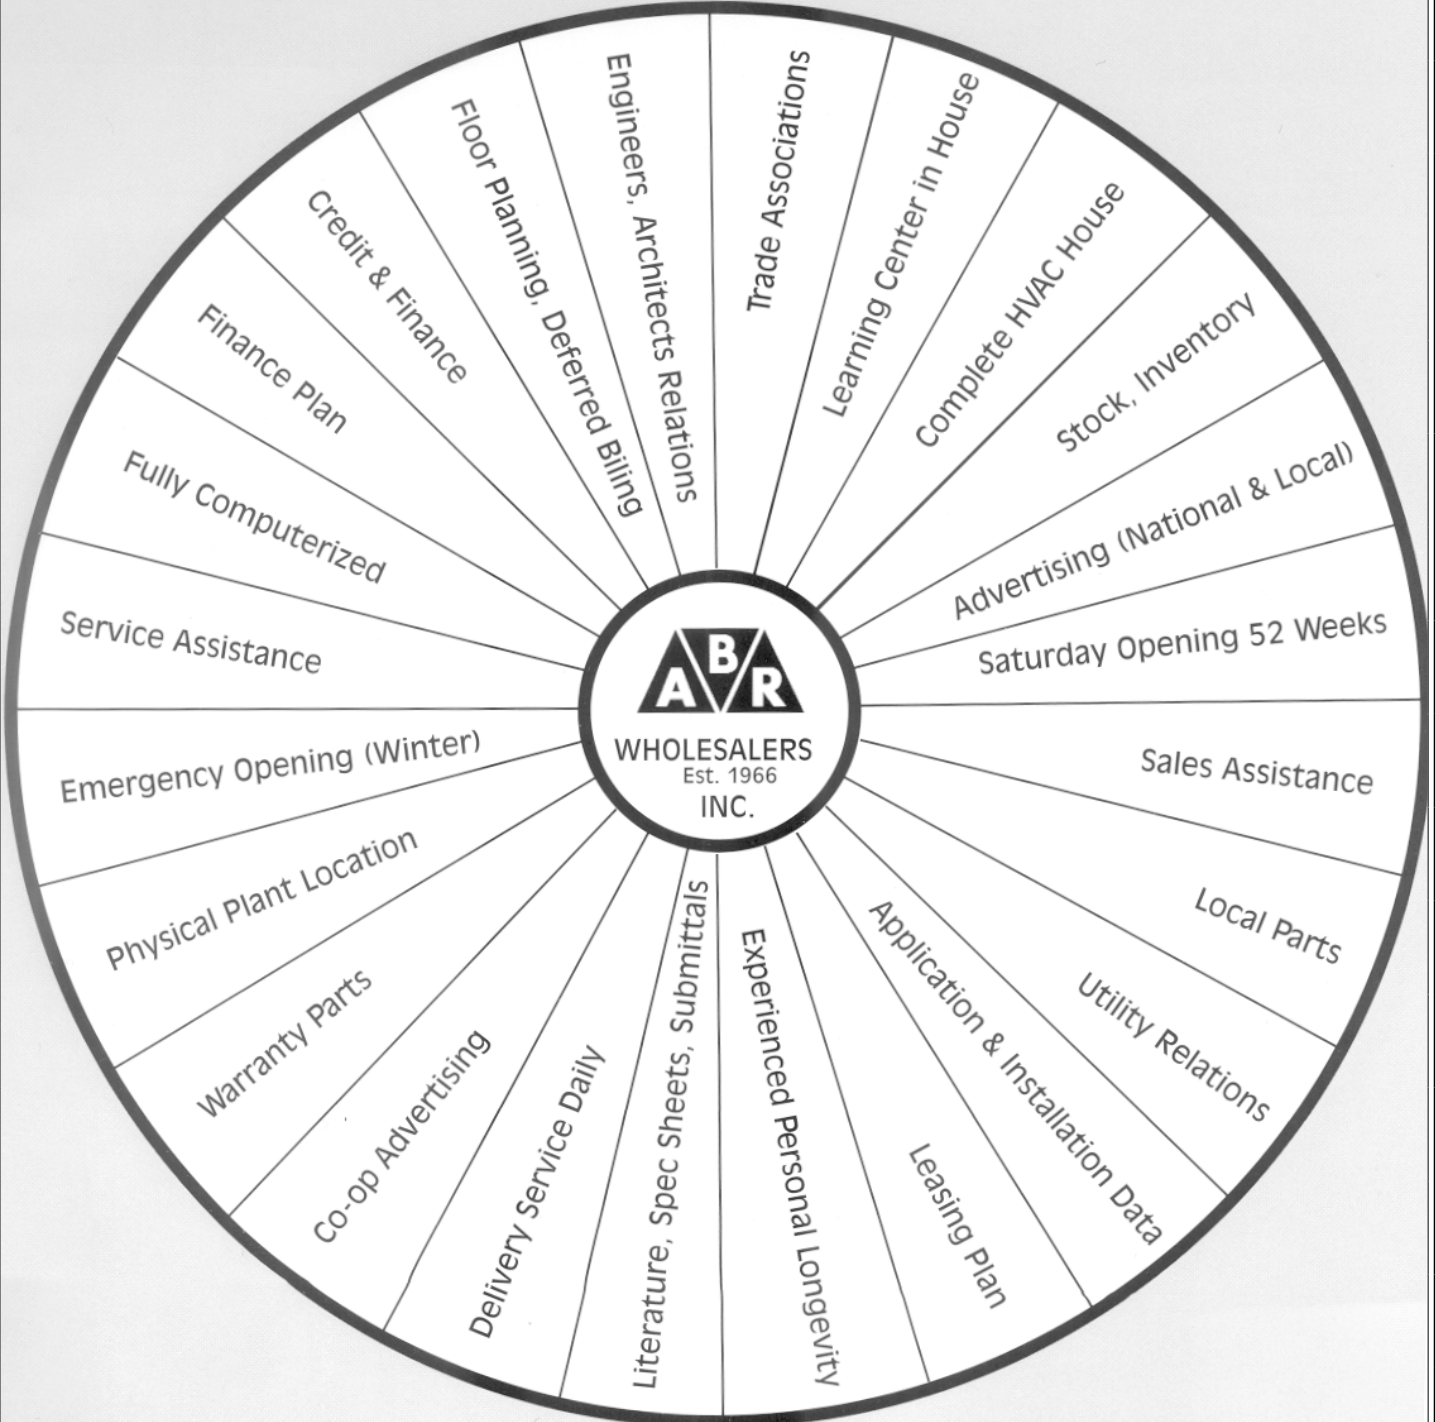 Trade Associations
Learning Center in House
Complete HVAC House
Stock, Inventory
Advertising (National & Local)
Saturday Opening 52 Weeks
Sales Assistance
Local Parts
Utility Relations
Application & Installation Data
Leasing Plan
Experienced Personal Longevity
Literature, Spec Sheets, Submittals
Delivery Service Daily
Co-op Advertising
Warranty Parts
Physical Plant Location
Emergency Opening (Winter)
Service Assistance
Fully Computerized
Finance Plan
Credit & Finance
Floor Planning, Deferred Biling
Engineers, Architects Relations
ABR
WHOLESALERS
Est. 1966
INC.